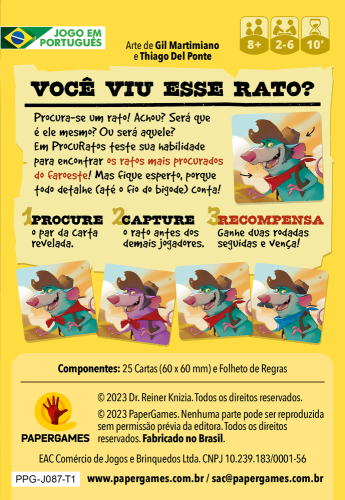 JOGO EM
PORTUGUÊS
Arte de Gil Martimiano
e Thiago Del Ponte
8+ 2-6 10'
VOCÊ VIU ESSE RATO?
Procura-se um rato! Achou? Será que
é ele mesmo? Ou será aquele?
Em ProcuRatos teste sua habilidade
para encontrar os ratos mais procurados
do faroeste! Mas fique esperto, porque
todo detalhe (até o fio do bigode) conta!
1 PROCURE
o par da carta
revelada.
2 CAPTURE
o rato antes dos
demais jogadores.
3 RECOMPENSA
Ganhe duas rodadas
seguidas e vença!
Componentes: 25 Cartas (60 x 60 mm) e Folheto de Regras
PAPERGAMES
© 2023 Dr. Reiner Knizia. Todos os direitos reservados.
© 2023 PaperGames. Nenhuma parte pode ser reproduzida
sem permissão prévia da editora. Todos os direitos
reservados. Fabricado no Brasil.
EAC Comércio de Jogos e Brinquedos Ltda. CNPJ 10.239.183/0001-56
PPG-J087-T1
www.papergames.com.br / sac@papergames.com.br